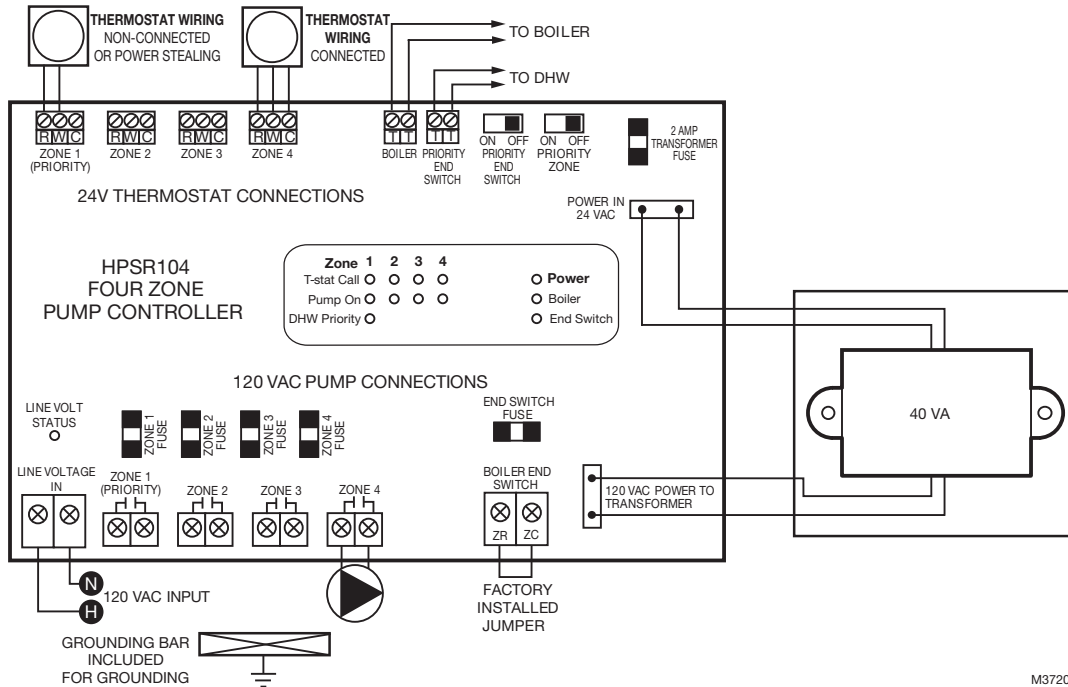 THERMOSTAT WIRING
NON-CONNECTED
OR POWER STEALING
THERMOSTAT
WIRING
CONNECTED
TO BOILER
TO DHW
R W C
ZONE 1
(PRIORITY)
R W C
ZONE 2
R W C
ZONE 3
R W C
ZONE 4
T T
BOILER
T T
PRIORITY
END
SWITCH
ON OFF
PRIORITY
END
SWITCH
ON OFF
PRIORITY
ZONE
2 AMP
TRANSFORMER
FUSE
24V THERMOSTAT CONNECTIONS
POWER IN
24 VAC
HPSR104
FOUR ZONE
PUMP CONTROLLER
Zone 1 2 3 4
T-stat Call
Pump On
DHW Priority
Power
Boiler
End Switch
40 VA
120 VAC PUMP CONNECTIONS
LINE VOLT
STATUS
ZONE 1
FUSE
ZONE 2
FUSE
ZONE 3
FUSE
ZONE 4
FUSE
END SWITCH
FUSE
LINE VOLTAGE
IN
ZONE 1
(PRIORITY)
ZONE 2
ZONE 3
ZONE 4
BOILER END
SWITCH
ZR ZC
120 VAC POWER TO
TRANSFORMER
N
H
120 VAC INPUT
FACTORY
INSTALLED
JUMPER
GROUNDING BAR
INCLUDED
FOR GROUNDING
M3720